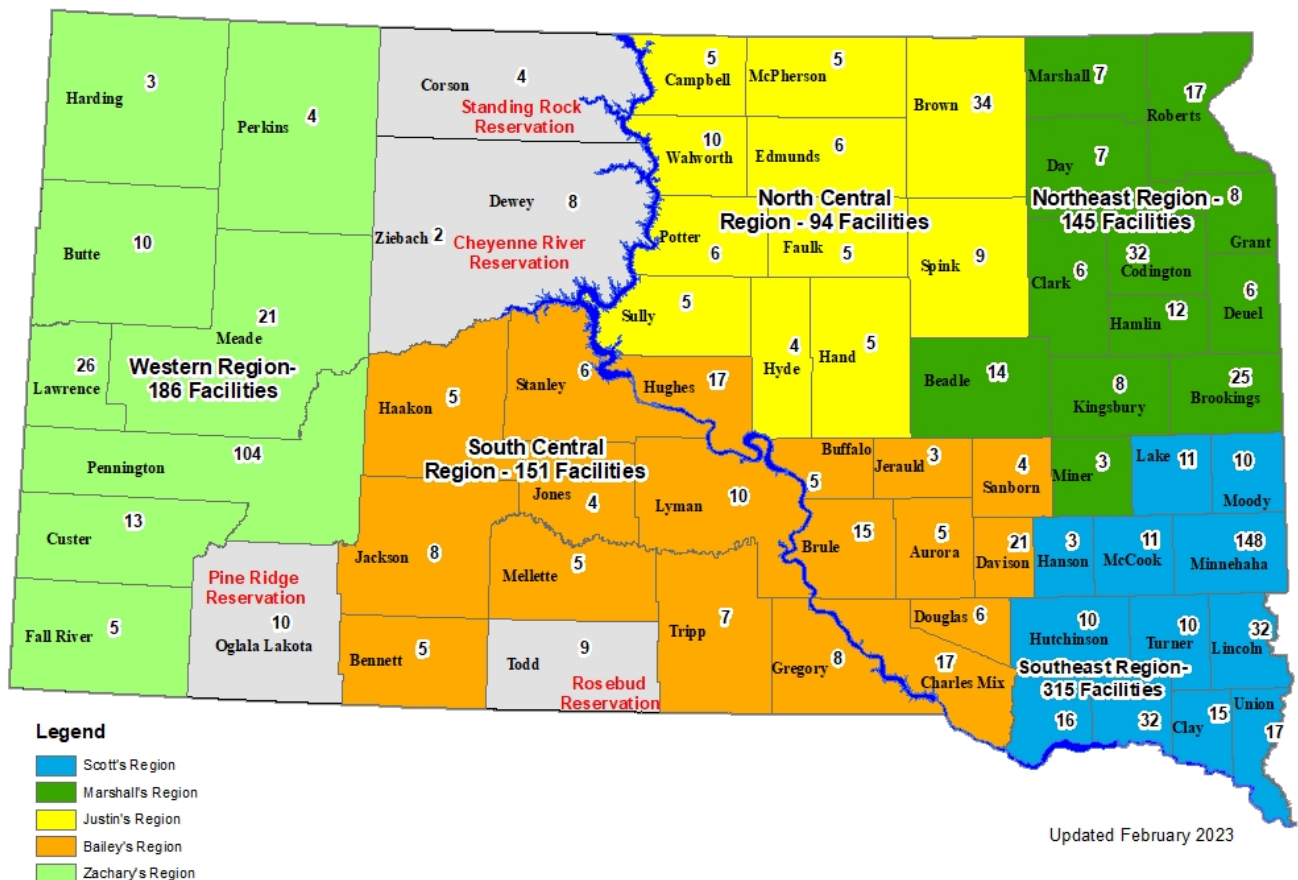 Harding
3
Perkins
4
Corson
4
Standing Rock
Reservation
Campbell
5
McPherson
5
Brown
34
Marshall
7
Roberts
17
Walworth
10
Edmunds
6
Day
7
Butte
10
Dewey
8
Ziebach
2
Cheyenne River
Reservation
North Central
Region - 94 Facilities
Northeast Region -
145 Facilities
Potter
6
Faulk
5
Spink
9
Grant
8
Clark
6
Codington
32
Hamlin
12
Deuel
6
Meade
21
Sully
5
Hyde
4
Hand
5
Lawrence
26
Western Region-
186 Facilities
Haakon
5
Stanley
6
Hughes
17
Beadle
14
Kingsbury
8
Brookings
25
Pennington
104
South Central
Region - 151 Facilities
Jones
4
Lyman
10
Buffalo
5
Jerauld
3
Sanborn
4
Miner
3
Lake
11
Moody
10
Custer
13
Jackson
8
Mellette
5
Brule
15
Aurora
5
Davison
21
Hanson
3
McCook
11
Minnehaha
148
Fall River
5
Pine Ridge
Reservation
10
Oglala Lakota
Bennett
5
Todd
9
Rosebud
Reservation
Tripp
7
Gregory
8
Douglas
6
17
Charles Mix
Hutchinson
10
Turner
10
Lincoln
32
Southeast Region-
315 Facilities
16
32
Clay
15
Union
17
Legend
Scott's Region
Marshall's Region
Justin's Region
Bailey's Region
Zachary's Region
Updated February 2023